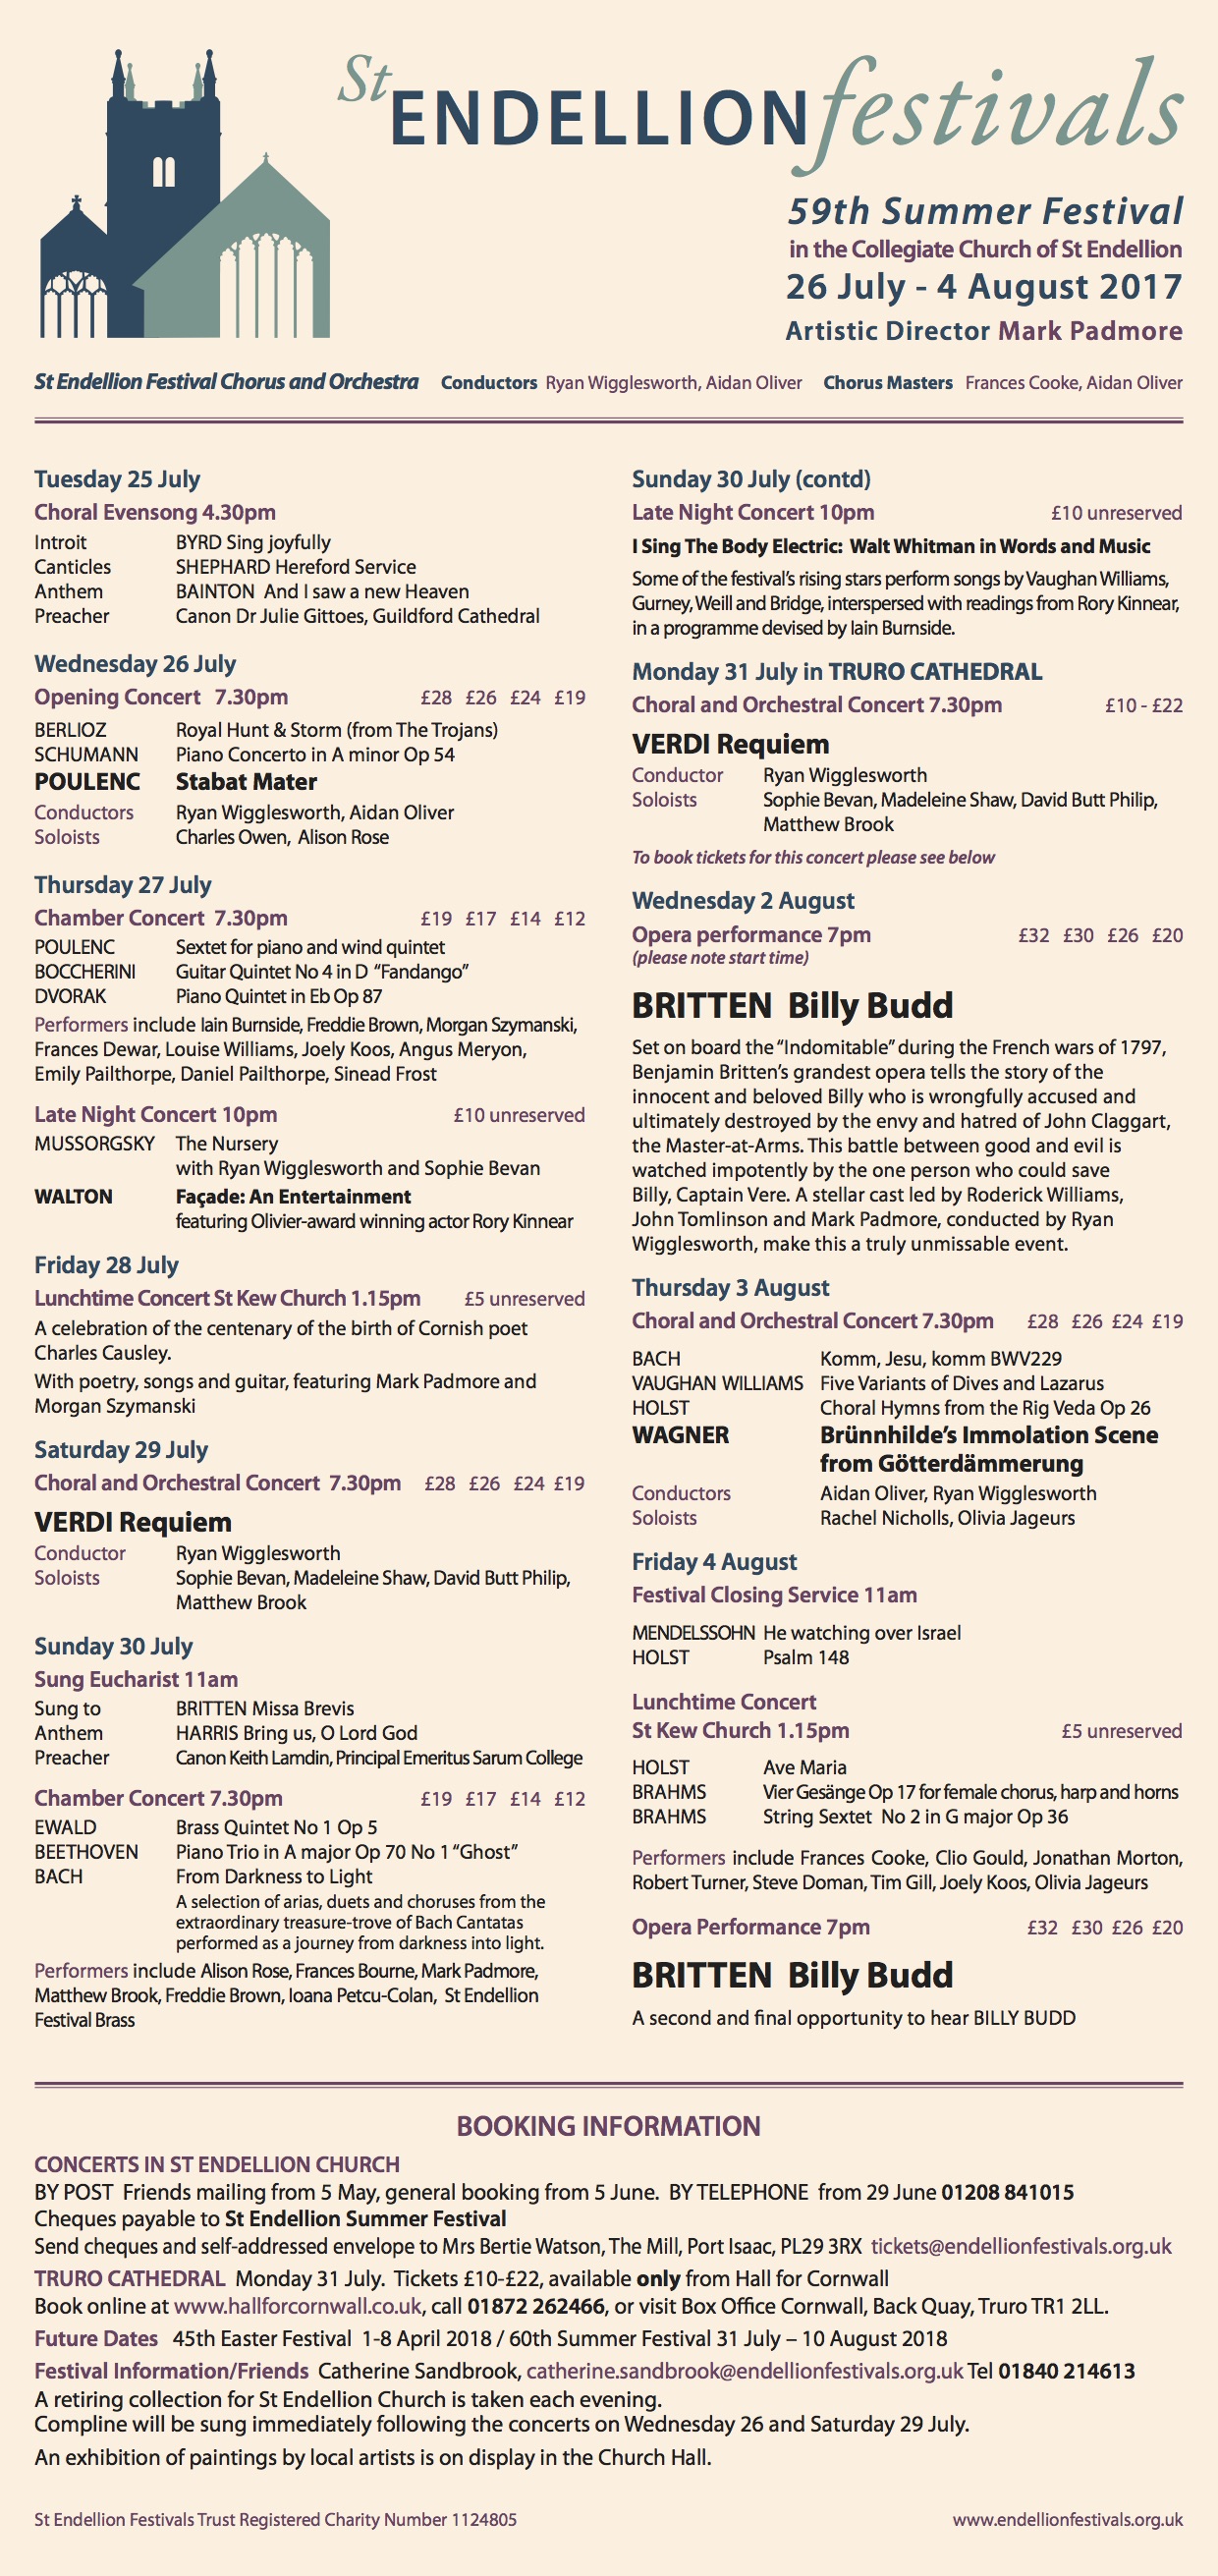 St ENDELLION festivals
59th Summer Festival
in the Collegiate Church of St Endellion
26 July - 4 August 2017
Artistic Director Mark Padmore
St Endellion Festival Chorus and Orchestra Conductors Ryan Wigglesworth, Aidan Oliver Chorus Masters Frances Cooke, Aidan Oliver
Tuesday 25 July
Choral Evensong 4.30pm
Introit BYRD Sing joyfully
Canticles SHEPHARD Hereford Service
Anthem BAINTON And I saw a new Heaven
Preacher Canon Dr Julie Gittoes, Guildford Cathedral
Wednesday 26 July
Opening Concert 7.30pm £28 £26 £24 £19
BERLIOZ Royal Hunt & Storm (from The Trojans)
SCHUMANN Piano Concerto in A minor Op 54
POULENC Stabat Mater
Conductors Ryan Wigglesworth, Aidan Oliver
Soloists Charles Owen, Alison Rose
Thursday 27 July
Chamber Concert 7.30pm £19 £17 £14 £12
POULENC Sextet for piano and wind quintet
BOCCHERINI Guitar Quintet No 4 in D "Fandango"
DVORAK Piano Quintet in Eb Op 87
Performers include Iain Burnside, Freddie Brown, Morgan Szymanski,
Frances Dewar, Louise Williams, Joely Koos, Angus Meryon,
Emily Pailthorpe, Daniel Pailthorpe, Sinead Frost
Late Night Concert 10pm £10 unreserved
MUSSORGSKY The Nursery
with Ryan Wigglesworth and Sophie Bevan
WALTON Façade: An Entertainment
featuring Olivier-award winning actor Rory Kinnear
Friday 28 July
Lunchtime Concert St Kew Church 1.15pm £5 unreserved
A celebration of the centenary of the birth of Cornish poet
Charles Causley.
With poetry, songs and guitar, featuring Mark Padmore and
Morgan Szymanski
Saturday 29 July
Choral and Orchestral Concert 7.30pm £28 £26 £24 £19
VERDI Requiem
Conductor Ryan Wigglesworth
Soloists Sophie Bevan, Madeleine Shaw, David Butt Philip,
Matthew Brook
Sunday 30 July
Sung Eucharist 11am
Sung to BRITTEN Missa Brevis
Anthem HARRIS Bring us, O Lord God
Preacher Canon Keith Lamdin, Principal Emeritus Sarum College
Chamber Concert 7.30pm £19 £17 £14 £12
EWALD Brass Quintet No 1 Op 5
BEETHOVEN Piano Trio in A major Op 70 No 1 "Ghost"
BACH From Darkness to Light
A selection of arias, duets and choruses from the
extraordinary treasure-trove of Bach Cantatas
performed as a journey from darkness into light.
Performers include Alison Rose, Frances Bourne, Mark Padmore,
Matthew Brook, Freddie Brown, Ioana Petcu-Colan, St Endellion
Festival Brass
Sunday 30 July (contd)
Late Night Concert 10pm £10 unreserved
I Sing The Body Electric: Walt Whitman in Words and Music
Some of the festival's rising stars perform songs by Vaughan Williams,
Gurney, Weill and Bridge, interspersed with readings from Rory Kinnear,
in a programme devised by Iain Burnside.
Monday 31 July in TRURO CATHEDRAL
Choral and Orchestral Concert 7.30pm £10 - £22
VERDI Requiem
Conductor Ryan Wigglesworth
Soloists Sophie Bevan, Madeleine Shaw, David Butt Philip,
Matthew Brook
To book tickets for this concert please see below
Wednesday 2 August
Opera performance 7pm £32 £30 £26 £20
(please note start time)
BRITTEN Billy Budd
Set on board the "Indomitable" during the French wars of 1797,
Benjamin Britten's grandest opera tells the story of the
innocent and beloved Billy who is wrongfully accused and
ultimately destroyed by the envy and hatred of John Claggart,
the Master-at-Arms. This battle between good and evil is
watched impotently by the one person who could save
Billy, Captain Vere. A stellar cast led by Roderick Williams,
John Tomlinson and Mark Padmore, conducted by Ryan
Wigglesworth, make this a truly unmissable event.
Thursday 3 August
Choral and Orchestral Concert 7.30pm £28 £26 £24 £19
BACH Komm, Jesu, komm BWV229
VAUGHAN WILLIAMS Five Variants of Dives and Lazarus
HOLST Choral Hymns from the Rig Veda Op 26
WAGNER Brünnhilde's Immolation Scene
from Götterdämmerung
Conductors Aidan Oliver, Ryan Wigglesworth
Soloists Rachel Nicholls, Olivia Jageurs
Friday 4 August
Festival Closing Service 11am
MENDELSSOHN He watching over Israel
HOLST Psalm 148
Lunchtime Concert
St Kew Church 1.15pm £5 unreserved
HOLST Ave Maria
BRAHMS Vier Gesänge Op 17 for female chorus, harp and horns
BRAHMS String Sextet No 2 in G major Op 36
Performers include Frances Cooke, Clio Gould, Jonathan Morton,
Robert Turner, Steve Doman, Tim Gill, Joely Koos, Olivia Jageurs
Opera Performance 7pm £32 £30 £26 £20
BRITTEN Billy Budd
A second and final opportunity to hear BILLY BUDD
BOOKING INFORMATION
CONCERTS IN ST ENDELLION CHURCH
BY POST Friends mailing from 5 May, general booking from 5 June. BY TELEPHONE from 29 June 01208 841015
Cheques payable to St Endellion Summer Festival
Send cheques and self-addressed envelope to Mrs Bertie Watson, The Mill, Port Isaac, PL29 3RX tickets@endellionfestivals.org.uk
TRURO CATHEDRAL Monday 31 July. Tickets £10-£22, available only from Hall for Cornwall
Book online at www.hallforcornwall.co.uk, call 01872 262466, or visit Box Office Cornwall, Back Quay, Truro TR1 2LL.
Future Dates 45th Easter Festival 1-8 April 2018 / 60th Summer Festival 31 July – 10 August 2018
Festival Information/Friends Catherine Sandbrook, catherine.sandbrook@endellionfestivals.org.uk Tel 01840 214613
A retiring collection for St Endellion Church is taken each evening.
Compline will be sung immediately following the concerts on Wednesday 26 and Saturday 29 July.
An exhibition of paintings by local artists is on display in the Church Hall.
St Endellion Festivals Trust Registered Charity Number 1124805 www.endellionfestivals.org.uk